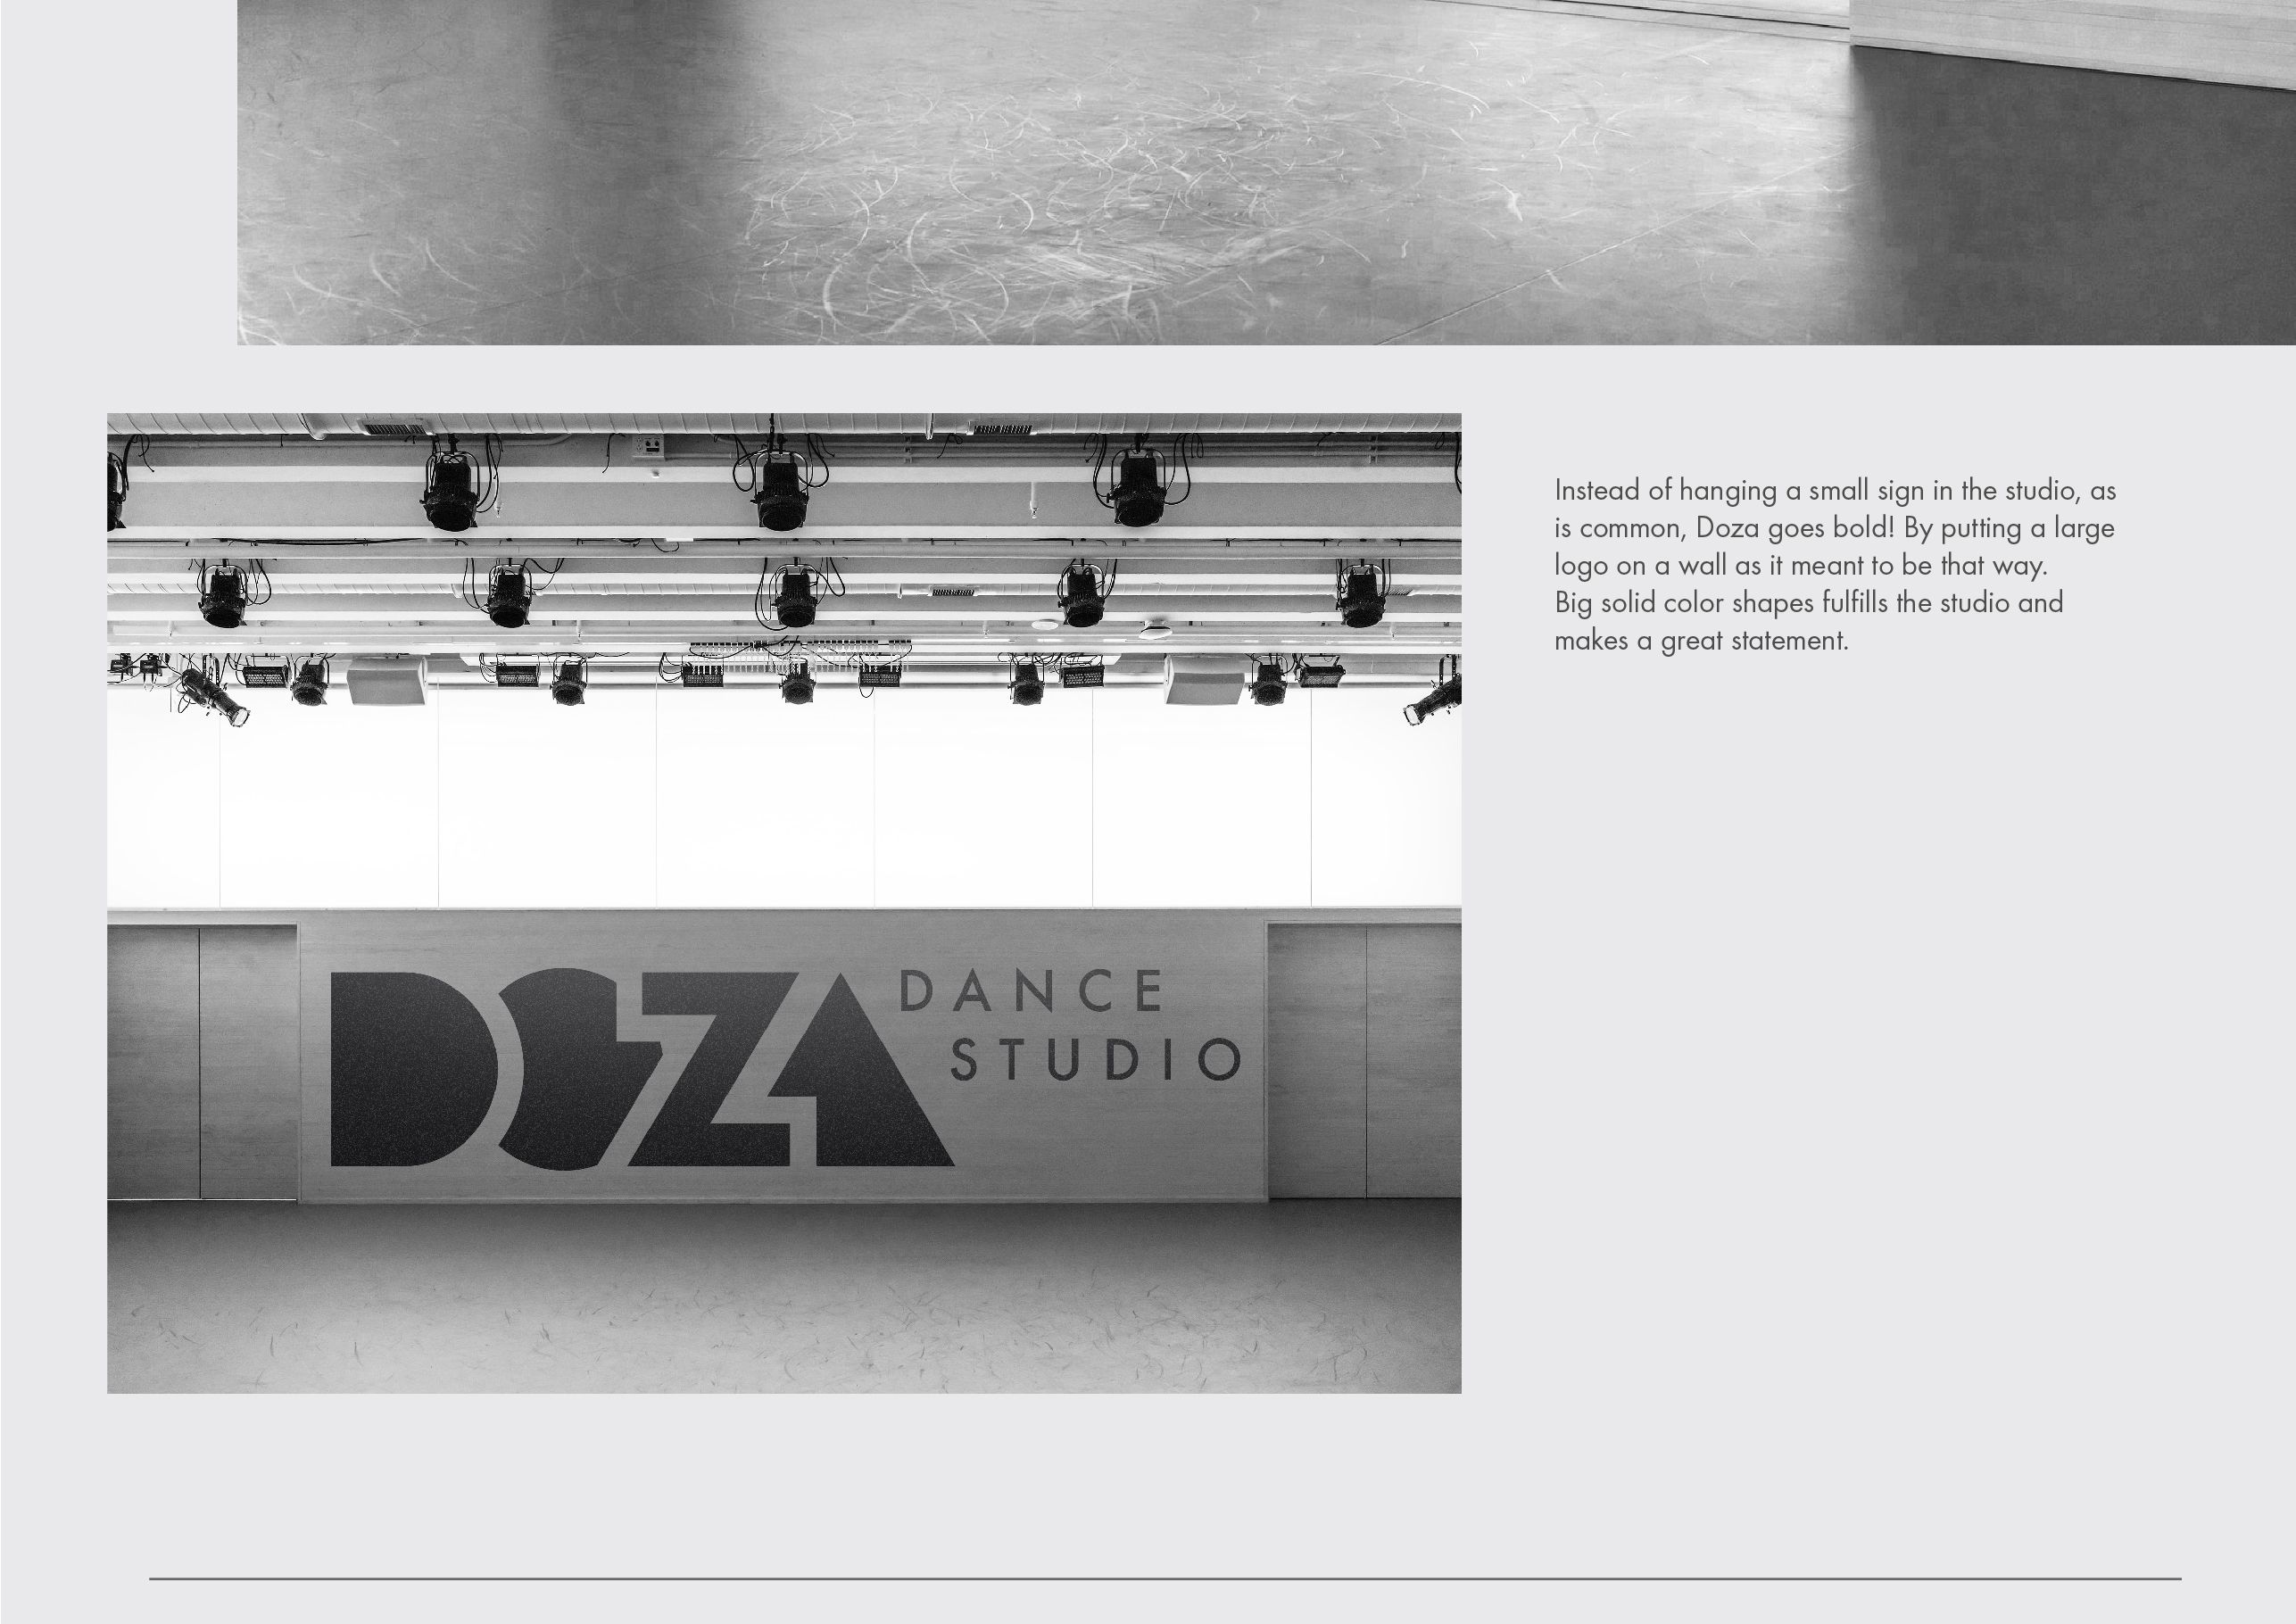 Instead of hanging a small sign in the studio, as
is common, Doza goes bold! By putting a large
logo on a wall as it meant to be that way.
Big solid color shapes fulfills the studio and
makes a great statement.
DOZA DANCE
STUDIO